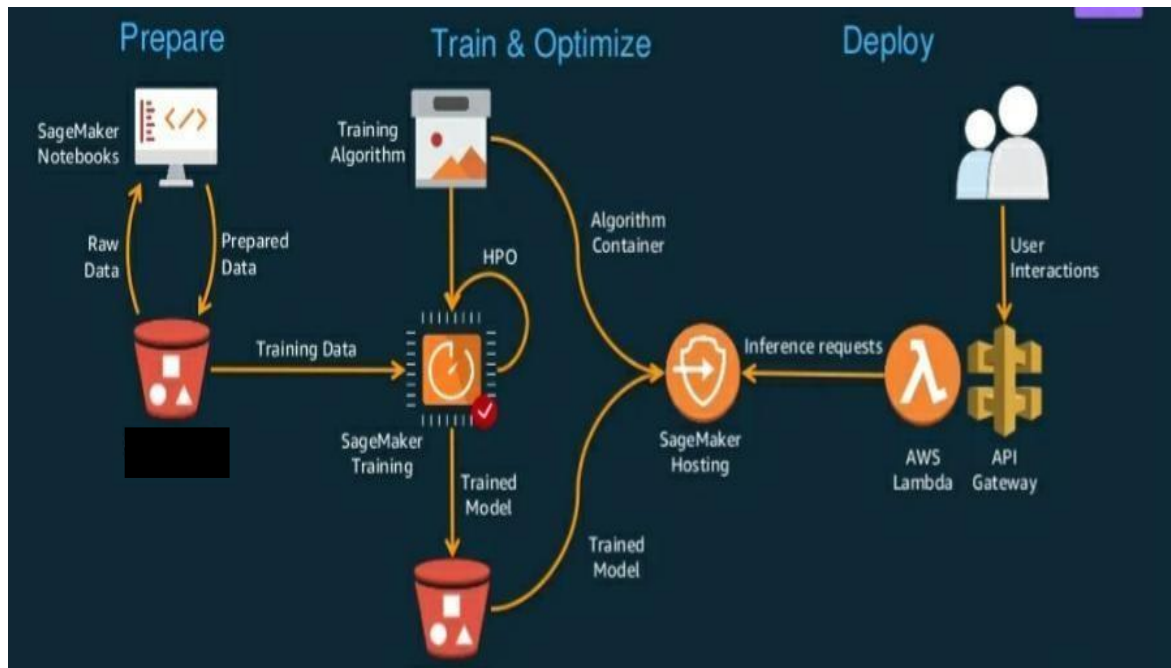 Prepare
Train & Optimize
Deploy
SageMaker
Notebooks
</>
Training
Algorithm
Raw
Data
Prepared
Data
HPO
Algorithm
Container
User
Interactions
Training Data
Inference requests
SageMaker
Training
SageMaker
Hosting
λ
AWS
Lambda
API
Gateway
Trained
Model
Trained
Model